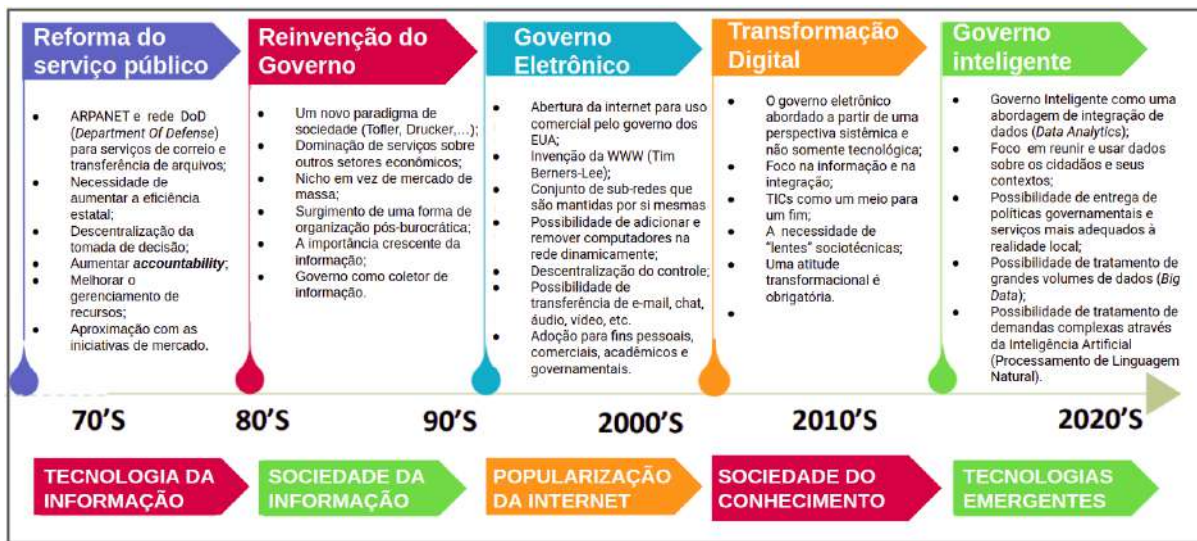 Reforma do
serviço público
Reinvenção do
Governo
Governo
Eletrônico
Transformação
Digital
Governo
inteligente
• ARPANET e rede DoD
(Department Of Defense)
para serviços de correio e
transferência de arquivos;
• Necessidade de
aumentar a eficiência
estatal;
• Descentralização da
tomada de decisão;
• Aumentar accountability;
• Melhorar o
gerenciamento de
recursos;
• Aproximação com as
iniciativas de mercado.
• Um novo paradigma de
sociedade (Tofler, Drucker,...);
• Dominação de serviços sobre
outros setores econômicos;
• Nicho em vez de mercado de
massa;
• Surgimento de uma forma de
organização pós-burocrática;
• A importância crescente da
informação;
• Governo como coletor de
informação.
• Abertura da internet para uso
comercial pelo governo dos
EUA;
• Invenção da WWW (Tim
Berners-Lee);
• Conjunto de sub-redes que
são mantidas por si mesmas
• Possibilidade de adicionar e
remover computadores na
rede dinamicamente;
• Descentralização do controle;
• Possibilidade de
transferência de e-mail, chat,
áudio, vídeo, etc.
• Adoção para fins pessoais,
comerciais, acadêmicos e
governamentais.
• O governo eletrônico
abordado a partir de uma
perspectiva sistêmica e
não somente tecnológica;
• Foco na informação e na
integração;
• TICs como um meio para
um fim;
• A necessidade de
“lentes” sociotécnicas;
• Uma atitude
transformacional é
obrigatória.
•
• Governo Inteligente como uma
abordagem de integração de
dados (Data Analytics);
• Foco em reunir e usar dados
sobre os cidadãos e seus
contextos;
• Possibilidade de entrega de
políticas governamentais e
serviços mais adequados à
realidade local;
• Possibilidade de tratamento de
grandes volumes de dados (Big
Data);
• Possibilidade de tratamento de
demandas complexas através
da Inteligência Artificial
(Processamento de Linguagem
Natural).
70’S
80’S
90’S
2000’S
2010’S
2020’S
TECNOLOGIA DA
INFORMAÇÃO
SOCIEDADE DA
INFORMAÇÃO
POPULARIZAÇÃO
DA INTERNET
SOCIEDADE DO
CONHECIMENTO
TECNOLOGIAS
EMERGENTES